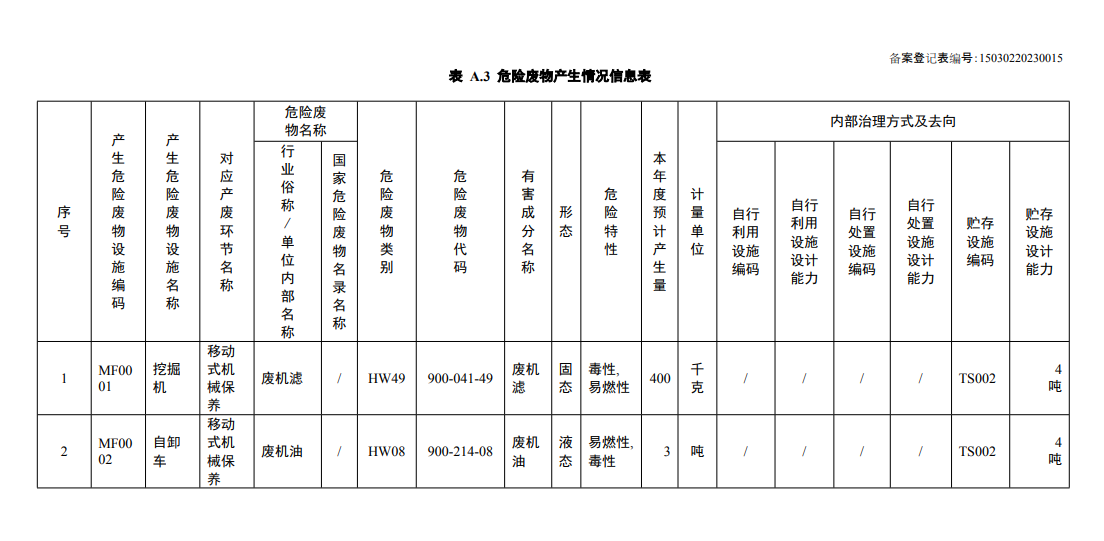 备案登记表编号:15030220230015
表 A.3 危险废物产生情况信息表
序号
产生危险废物设施编码
产生危险废物设施名称
对应产废环节名称
危险废物名称
行业俗称/单位内部名称
国家危险废物名录名称
危险废物类别
危险废物代码
有害成分名称
形态
危险特性
本年度预计产生量
计量单位
内部治理方式及去向
自行利用设施编码
自行利用设施设计能力
自行处置设施编码
自行处置设施设计能力
贮存设施编码
贮存设施设计能力
1 MF0001 挖掘机 移动式机械保养 废机滤 / HW49 900-041-49 废机滤 固态 毒性,易燃性 400 千克 / / / / TS002 4吨
2 MF0002 自卸车 移动式机械保养 废机油 / HW08 900-214-08 废机油 液态 易燃性,毒性 3 吨 / / / / TS002 4吨